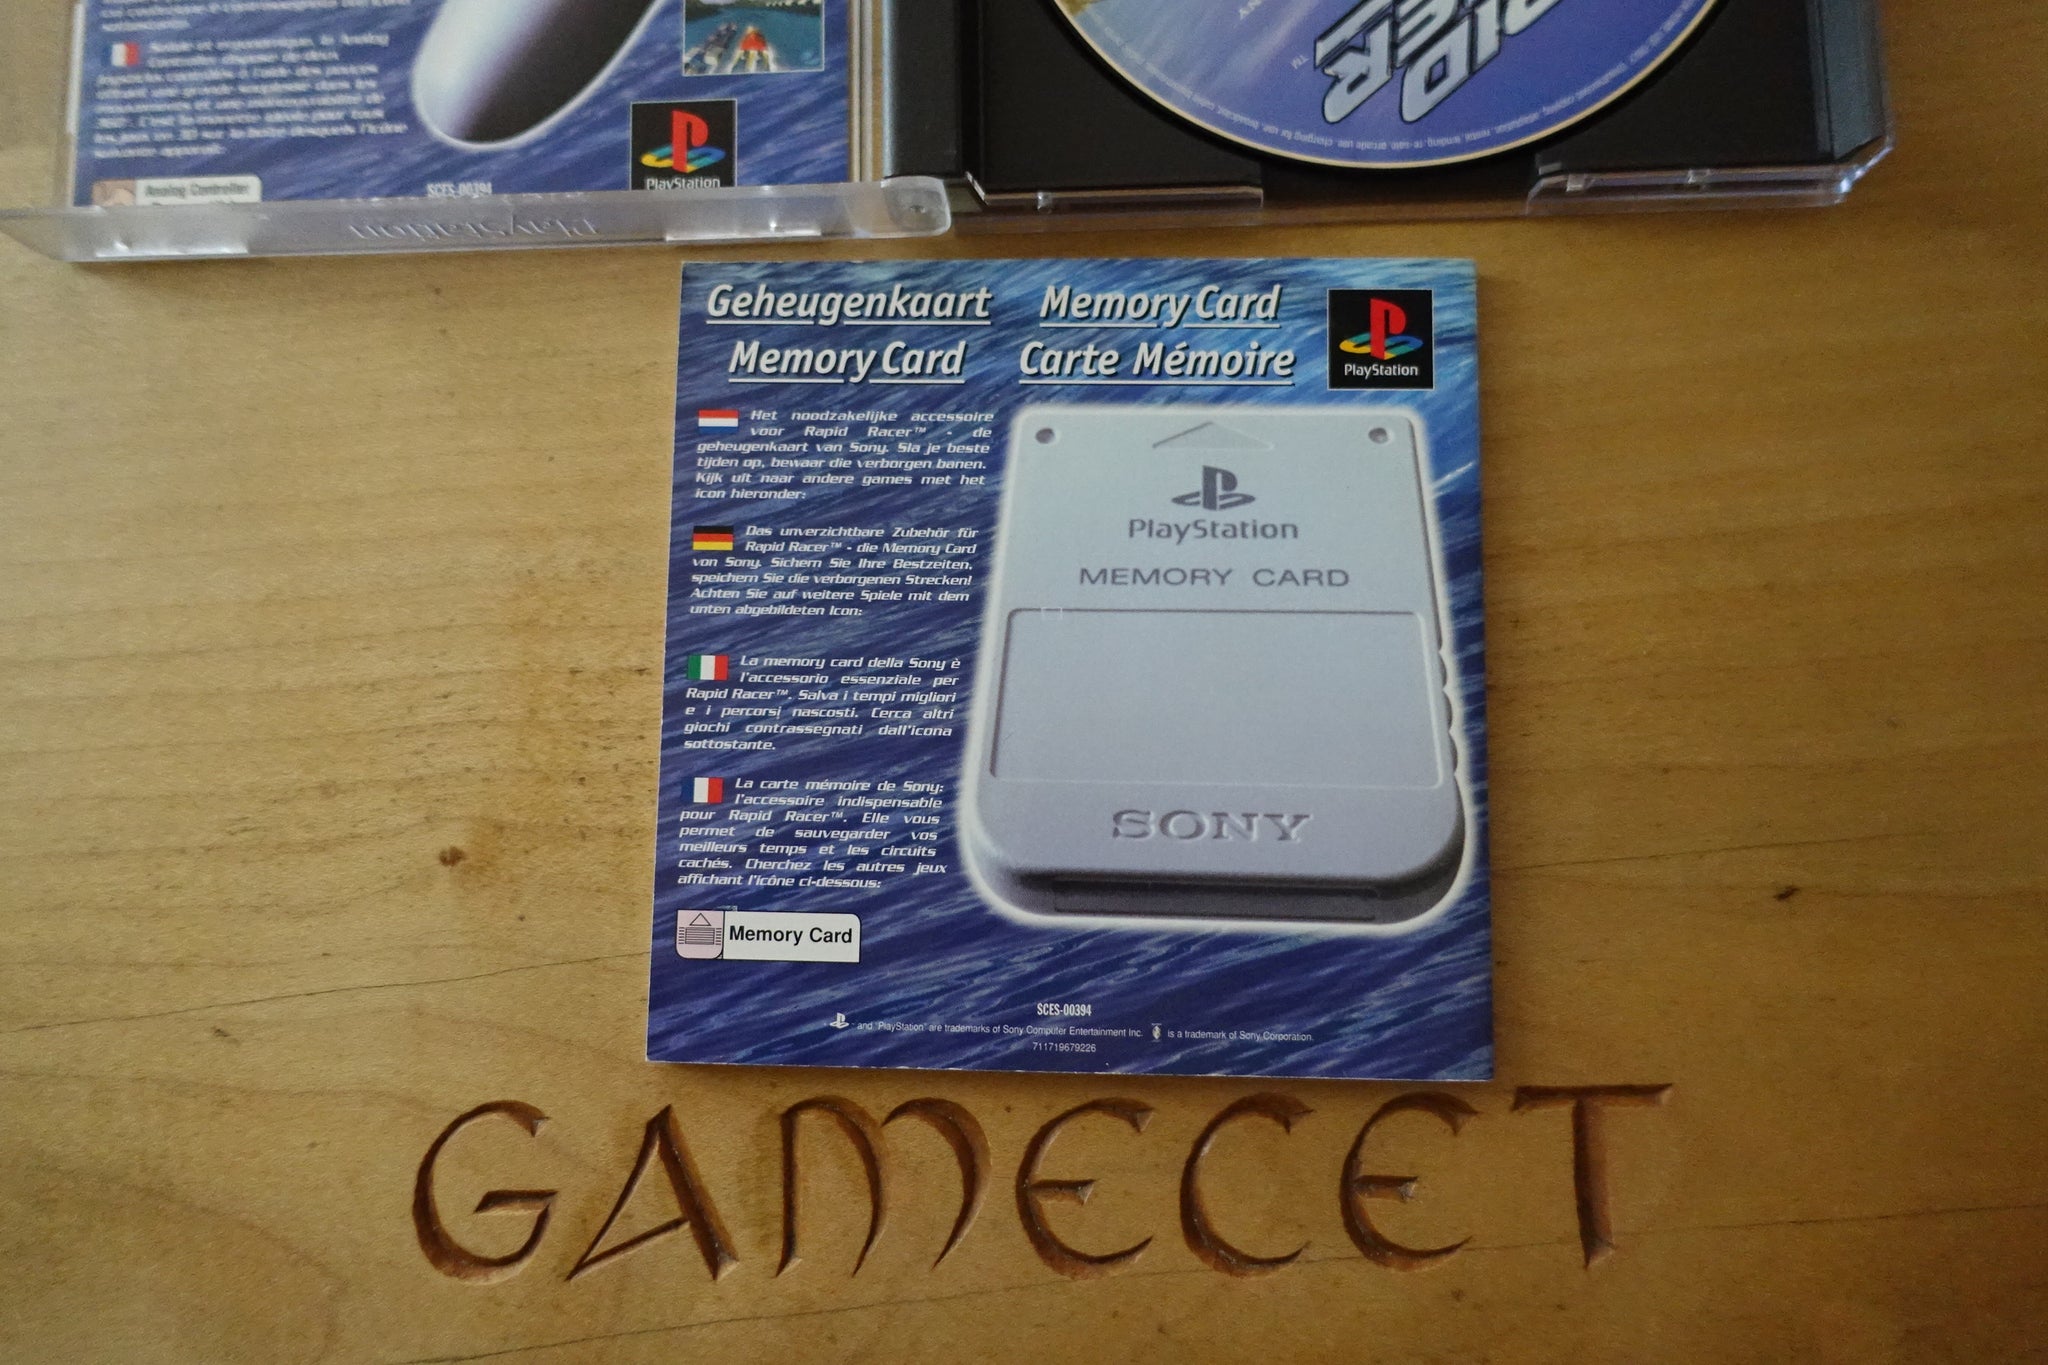 PlayStation
SCES-00394
Analog Controller
PlayStation
RAPID
RACER
TM
Geheugenkaart
Memory Card
Memory Card
Carte Mémoire
PlayStation
Het noodzakelijke accessoire
voor Rapid Racer™ - de
geheugenkaart van Sony. Sla je beste
tijden op, bewaar die verborgen banen.
Kijk uit naar andere games met het
icon hieronder:
Das unverzichtbare Zubehör für
Rapid Racer™ - die Memory Card
von Sony. Sichern Sie Ihre Bestzeiten,
speichern Sie die verborgenen Strecken!
Achten Sie auf weitere Spiele mit dem
unten abgebildeten Icon:
La memory card della Sony è
l'accessorio essenziale per
Rapid Racer™. Salva i tempi migliori
e i percorsi nascosti. Cerca altri
giochi contrassegnati dall'icona
sottostante.
La carte mémoire de Sony:
l'accessoire indispensable
pour Rapid Racer™. Elle vous
permet de sauvegarder vos
meilleurs temps et les circuits
cachés. Cherchez les autres jeux
affichant l'icône ci-dessous:
Memory Card
PlayStation
MEMORY CARD
SONY
SCES-00394
and "PlayStation" are trademarks of Sony Computer Entertainment Inc. is a trademark of Sony Corporation.
711719679226
GAMECET